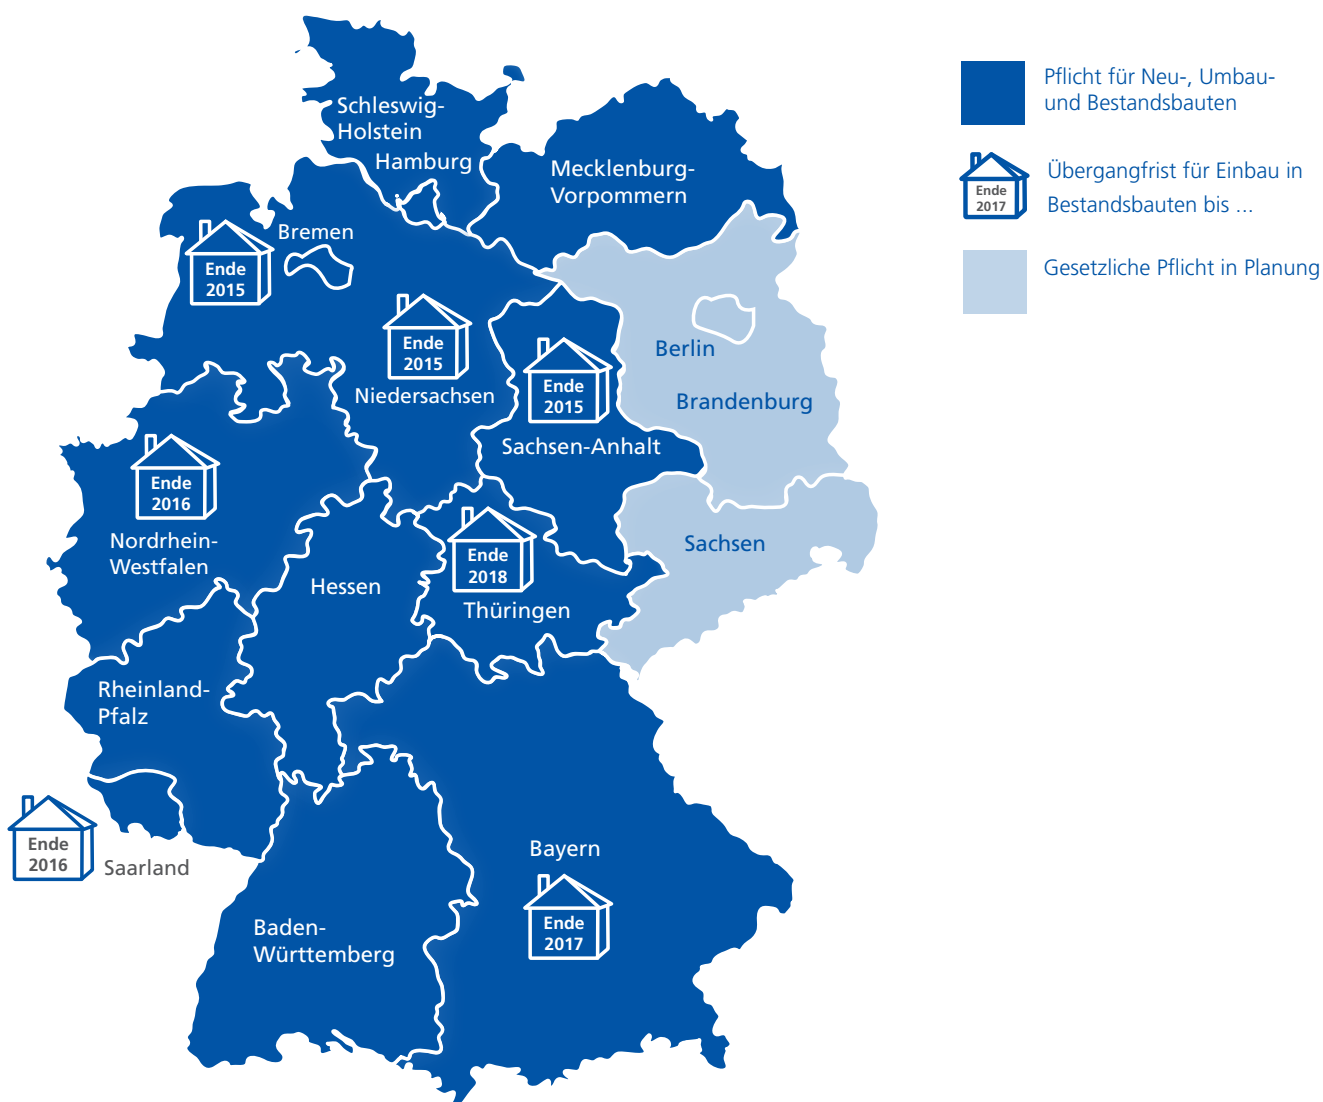 Schleswig-
Holstein
Hamburg
Mecklenburg-
Vorpommern
Bremen
Ende
2015
Ende
2015
Niedersachsen
Ende
2015
Sachsen-Anhalt
Berlin
Brandenburg
Ende
2016
Nordrhein-
Westfalen
Hessen
Ende
2018
Thüringen
Sachsen
Rheinland-
Pfalz
Ende
2016
Saarland
Bayern
Ende
2017
Baden-
Württemberg
Pflicht für Neu-, Umbau-
und Bestandsbauten
Ende
2017
Übergangfrist für Einbau in
Bestandsbauten bis ...
Gesetzliche Pflicht in Planung